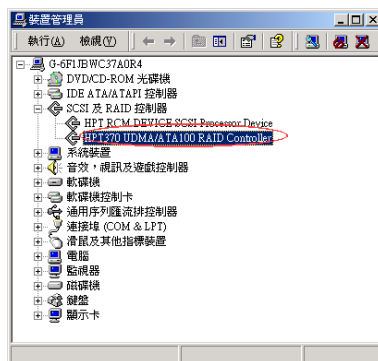 裝置管理員
執行(A) 檢視(V)
G-6F1JBWC37A0R4
DVD/CD-ROM 光碟機
IDE ATA/ATAPI 控制器
SCSI 及 RAID 控制器
HPT RCM DEVICE SCSI Processor Device
HPT370 UDMA/ATA100 RAID Controller
系統裝置
音效，視訊及遊戲控制器
軟碟機
軟碟機控制卡
通用序列匯流排控制器
連接埠 (COM & LPT)
滑鼠及其他指標裝置
電腦
監視器
磁碟機
鍵盤
顯示卡